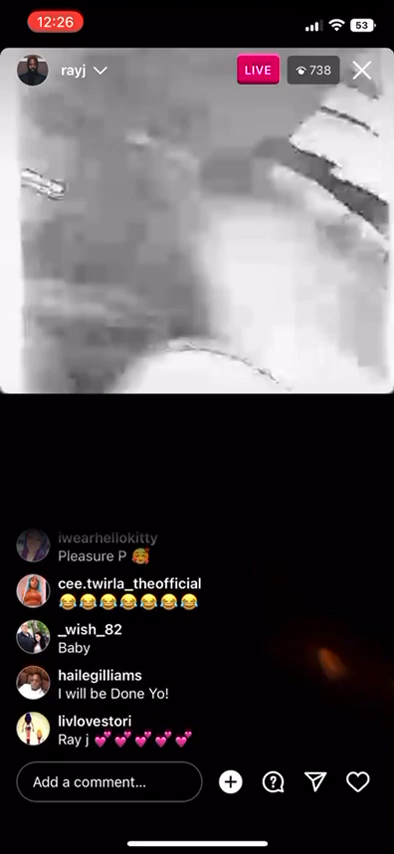 12:26
53
rayj
LIVE
738
iwearhellokitty
Pleasure P 🥰
cee.twirla_theofficial
😂😂😂😂😂😂😂
_wish_82
Baby
hailegilliams
I will be Done Yo!
livlovestori
Ray j 💕💕💕💕💕
Add a comment...